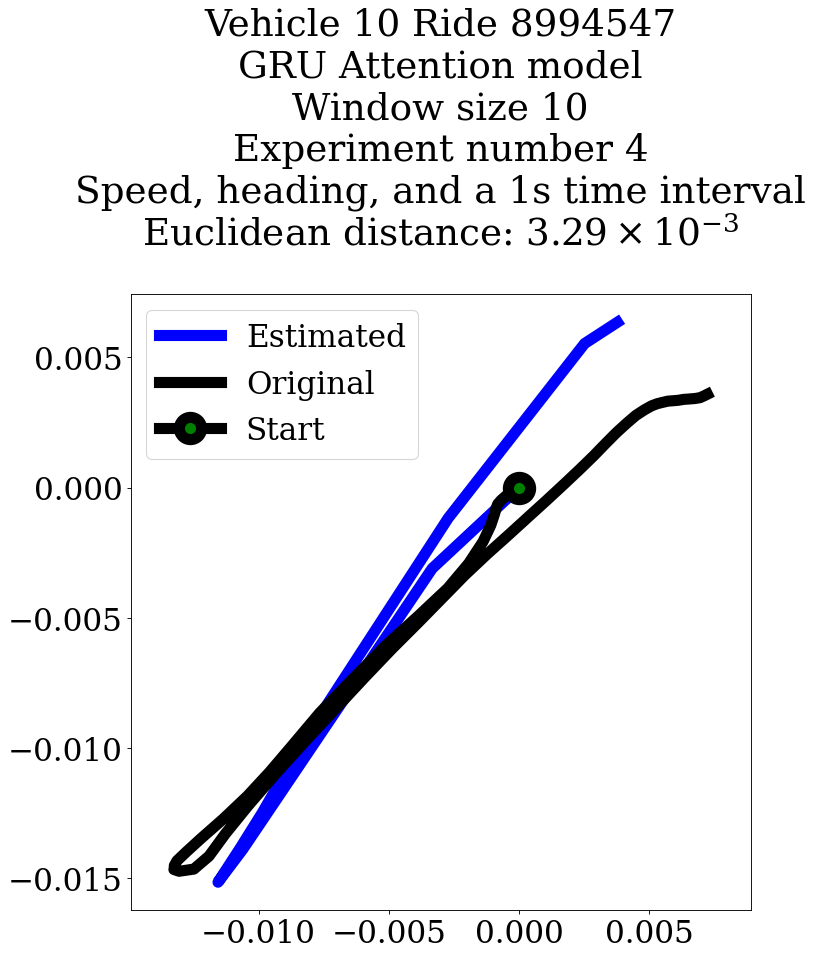 Vehicle 10 Ride 8994547
GRU Attention model
Window size 10
Experiment number 4
Speed, heading, and a 1s time interval
Euclidean distance: 3.29 × 10⁻³
Estimated
Original
Start
0.005
0.000
−0.005
−0.010
−0.015
−0.010 −0.005 0.000 0.005